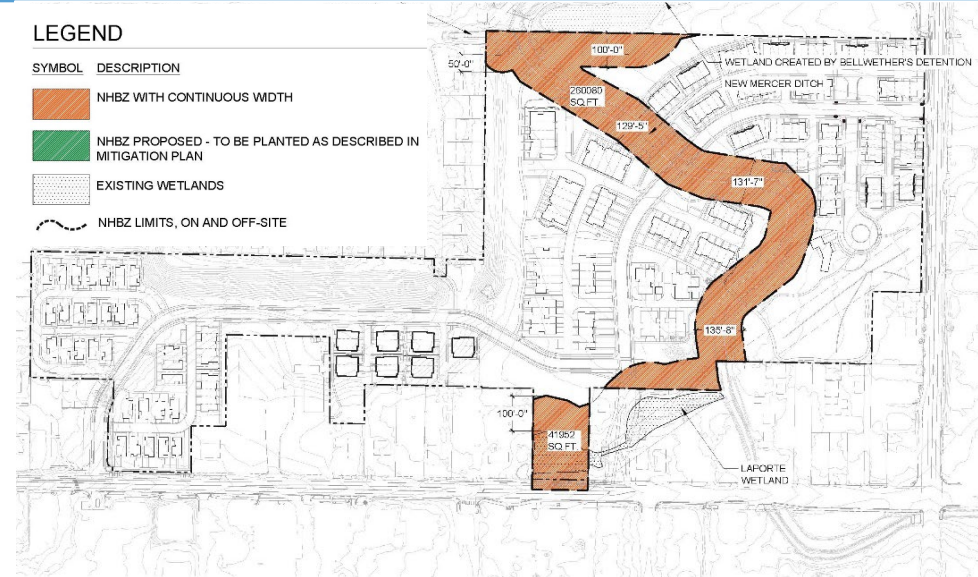 LEGEND
SYMBOL DESCRIPTION
NHBZ WITH CONTINUOUS WIDTH
NHBZ PROPOSED - TO BE PLANTED AS DESCRIBED IN
MITIGATION PLAN
EXISTING WETLANDS
NHBZ LIMITS, ON AND OFF-SITE
50'-0"
100'-0"
WETLAND CREATED BY BELLWETHER'S DETENTION
NEW MERCER DITCH
260080
SQ.FT.
129'-5"
131'-7"
135'-8"
100'-0"
41952
SQ.FT.
LAPORTE
WETLAND